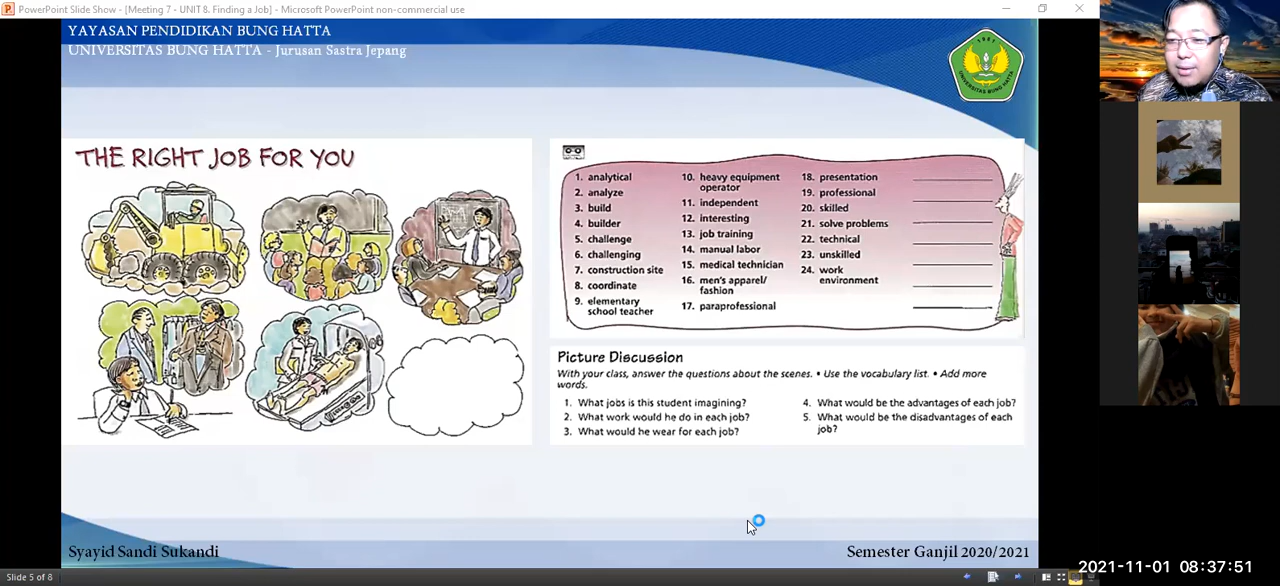 PowerPoint Slide Show - [Meeting 7 - UNIT 8. Finding a Job] - Microsoft PowerPoint non-commercial use
YAYASAN PENDIDIKAN BUNG HATTA
UNIVERSITAS BUNG HATTA - Jurusan Sastra Jepang
1981
UNIVERSITAS BUNG HATTA
THE RIGHT JOB FOR YOU
1. analytical
2. analyze
3. build
4. builder
5. challenge
6. challenging
7. construction site
8. coordinate
9. elementary
school teacher
10. heavy equipment
operator
11. independent
12. interesting
13. job training
14. manual labor
15. medical technician
16. men's apparel/
fashion
17. paraprofessional
18. presentation
19. professional
20. skilled
21. solve problems
22. technical
23. unskilled
24. work
environment
Picture Discussion
With your class, answer the questions about the scenes. • Use the vocabulary list. • Add more
words.
1. What jobs is this student imagining?
2. What work would he do in each job?
3. What would he wear for each job?
4. What would be the advantages of each job?
5. What would be the disadvantages of each
job?
Syayid Sandi Sukandi
Semester Ganjil 2020/2021
Slide 5 of 8
2021-11-01 08:37:51